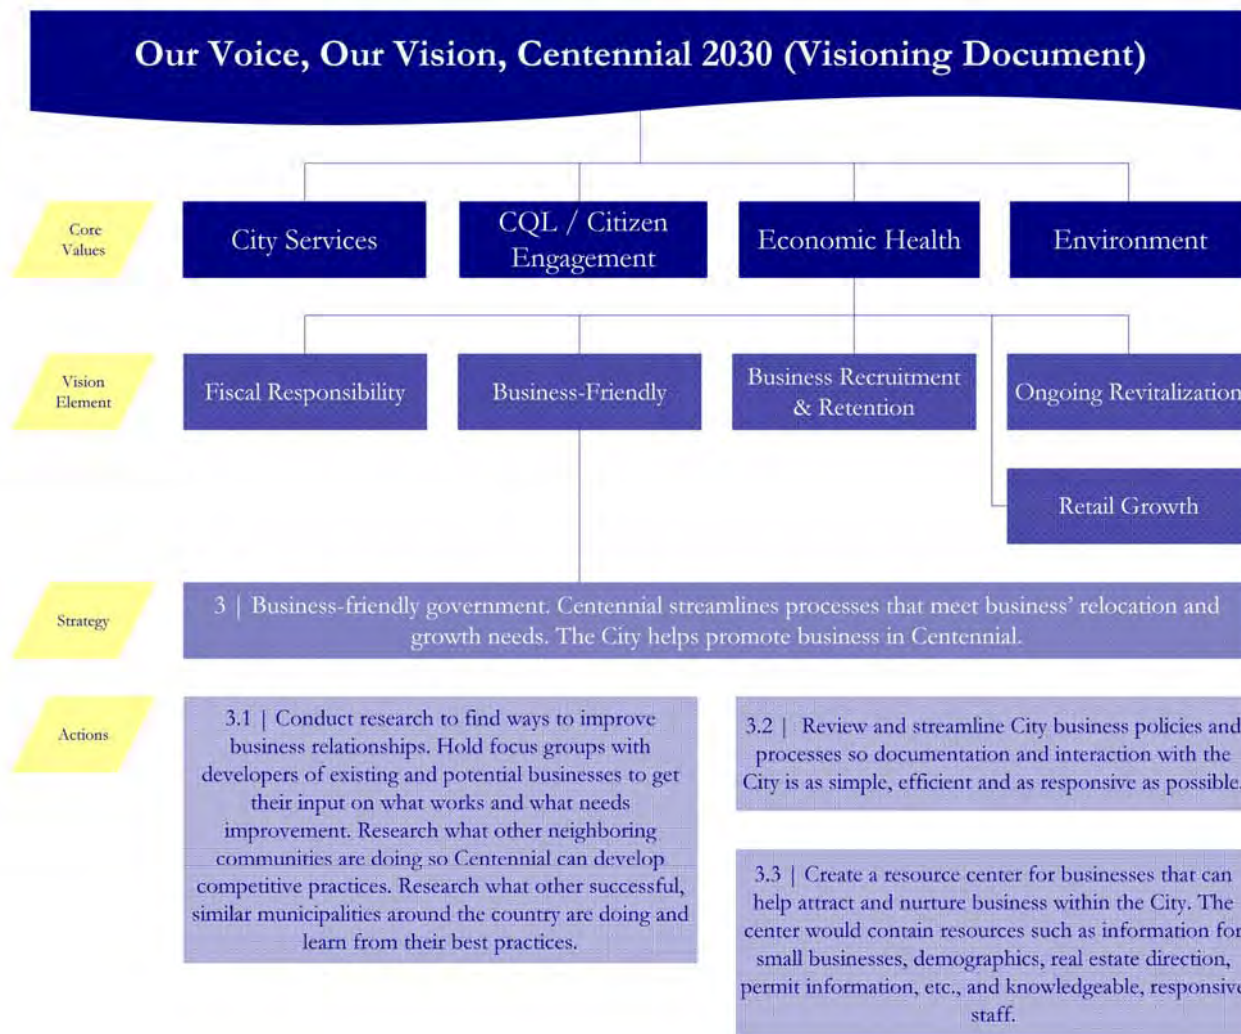 Our Voice, Our Vision, Centennial 2030 (Visioning Document)
Core
Values
City Services
CQL / Citizen
Engagement
Economic Health
Environment
Vision
Element
Fiscal Responsibility
Business-Friendly
Business Recruitment
& Retention
Ongoing Revitalization
Retail Growth
Strategy
3 | Business-friendly government. Centennial streamlines processes that meet business' relocation and
growth needs. The City helps promote business in Centennial.
Actions
3.1 | Conduct research to find ways to improve
business relationships. Hold focus groups with
developers of existing and potential businesses to get
their input on what works and what needs
improvement. Research what other neighboring
communities are doing so Centennial can develop
competitive practices. Research what other successful,
similar municipalities around the country are doing and
learn from their best practices.
3.2 | Review and streamline City business policies and
processes so documentation and interaction with the
City is as simple, efficient and as responsive as possible.
3.3 | Create a resource center for businesses that can
help attract and nurture business within the City. The
center would contain resources such as information for
small businesses, demographics, real estate direction,
permit information, etc., and knowledgeable, responsive
staff.